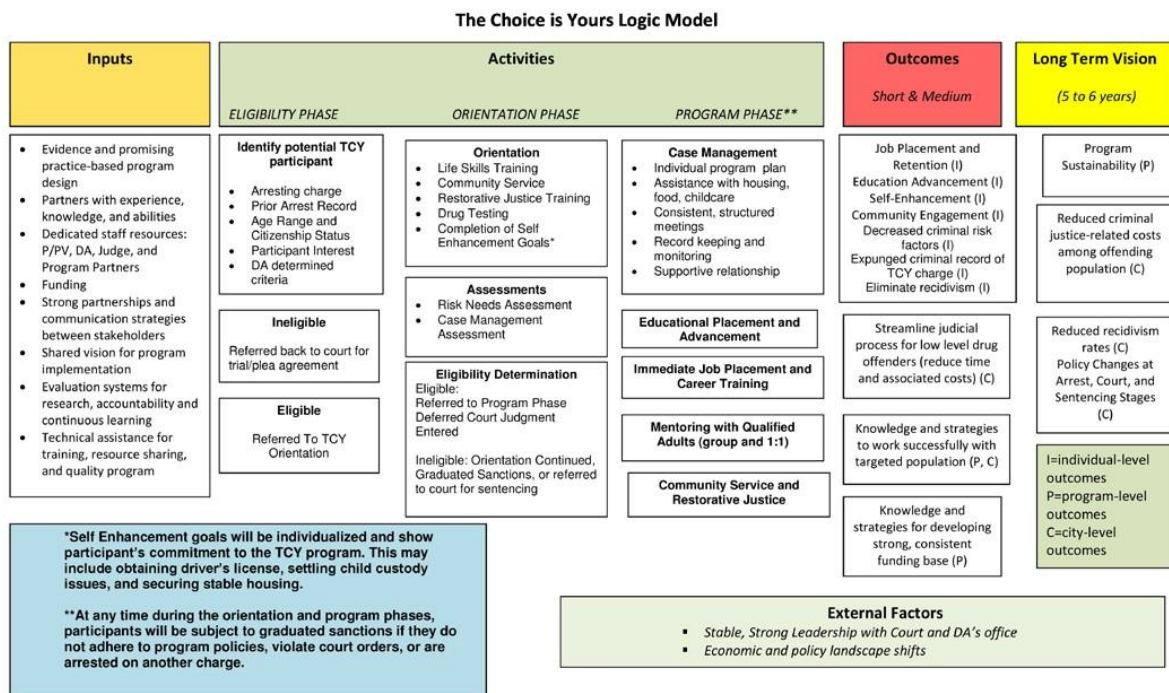 The Choice is Yours Logic Model
Inputs
Activities
ELIGIBILITY PHASE
ORIENTATION PHASE
PROGRAM PHASE**
Outcomes
Short & Medium
Long Term Vision
(5 to 6 years)
• Evidence and promising
practice-based program
design
• Partners with experience,
knowledge, and abilities
• Dedicated staff resources:
P/PV, DA, Judge, and
Program Partners
• Funding
• Strong partnerships and
communication strategies
between stakeholders
• Shared vision for program
implementation
• Evaluation systems for
research, accountability and
continuous learning
• Technical assistance for
training, resource sharing,
and quality program
Identify potential TCY
participant
• Arresting charge
• Prior Arrest Record
• Age Range and
Citizenship Status
• Participant Interest
• DA determined
criteria
Ineligible
Referred back to court for
trial/plea agreement
Eligible
Referred To TCY
Orientation
Orientation
• Life Skills Training
• Community Service
• Restorative Justice Training
• Drug Testing
• Completion of Self
Enhancement Goals*
Assessments
• Risk Needs Assessment
• Case Management
Assessment
Eligibility Determination
Eligible:
Referred to Program Phase
Deferred Court Judgment
Entered
Ineligible: Orientation Continued,
Graduated Sanctions, or referred
to court for sentencing
Case Management
• Individual program plan
• Assistance with housing,
food, childcare
• Consistent, structured
meetings
• Record keeping and
monitoring
• Supportive relationship
Educational Placement and
Advancement
Immediate Job Placement and
Career Training
Mentoring with Qualified
Adults (group and 1:1)
Community Service and
Restorative Justice
Job Placement and
Retention (I)
Education Advancement (I)
Self-Enhancement (I)
Community Engagement (I)
Decreased criminal risk
factors (I)
Expunged criminal record of
TCY charge (I)
Eliminate recidivism (I)
Streamline judicial
process for low level drug
offenders (reduce time
and associated costs) (C)
Knowledge and strategies
to work successfully with
targeted population (P, C)
Knowledge and
strategies for developing
strong, consistent
funding base (P)
Program
Sustainability (P)
Reduced criminal
justice-related costs
among offending
population (C)
Reduced recidivism
rates (C)
Policy Changes at
Arrest, Court, and
Sentencing Stages
(C)
I=individual-level
outcomes
P=program-level
outcomes
C=city-level
outcomes
*Self Enhancement goals will be individualized and show
participant's commitment to the TCY program. This may
include obtaining driver's license, settling child custody
issues, and securing stable housing.
**At any time during the orientation and program phases,
participants will be subject to graduated sanctions if they do
not adhere to program policies, violate court orders, or are
arrested on another charge.
External Factors
▪ Stable, Strong Leadership with Court and DA's office
▪ Economic and policy landscape shifts